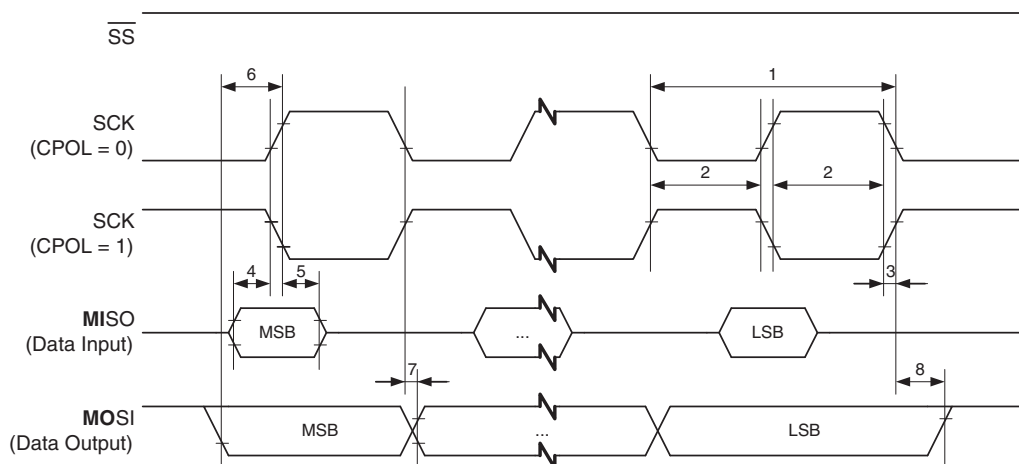 SS
6
1
SCK
(CPOL = 0)
2
2
SCK
(CPOL = 1)
4
5
3
MISO
(Data Input)
MSB
...
LSB
7
8
MOSI
(Data Output)
MSB
...
LSB